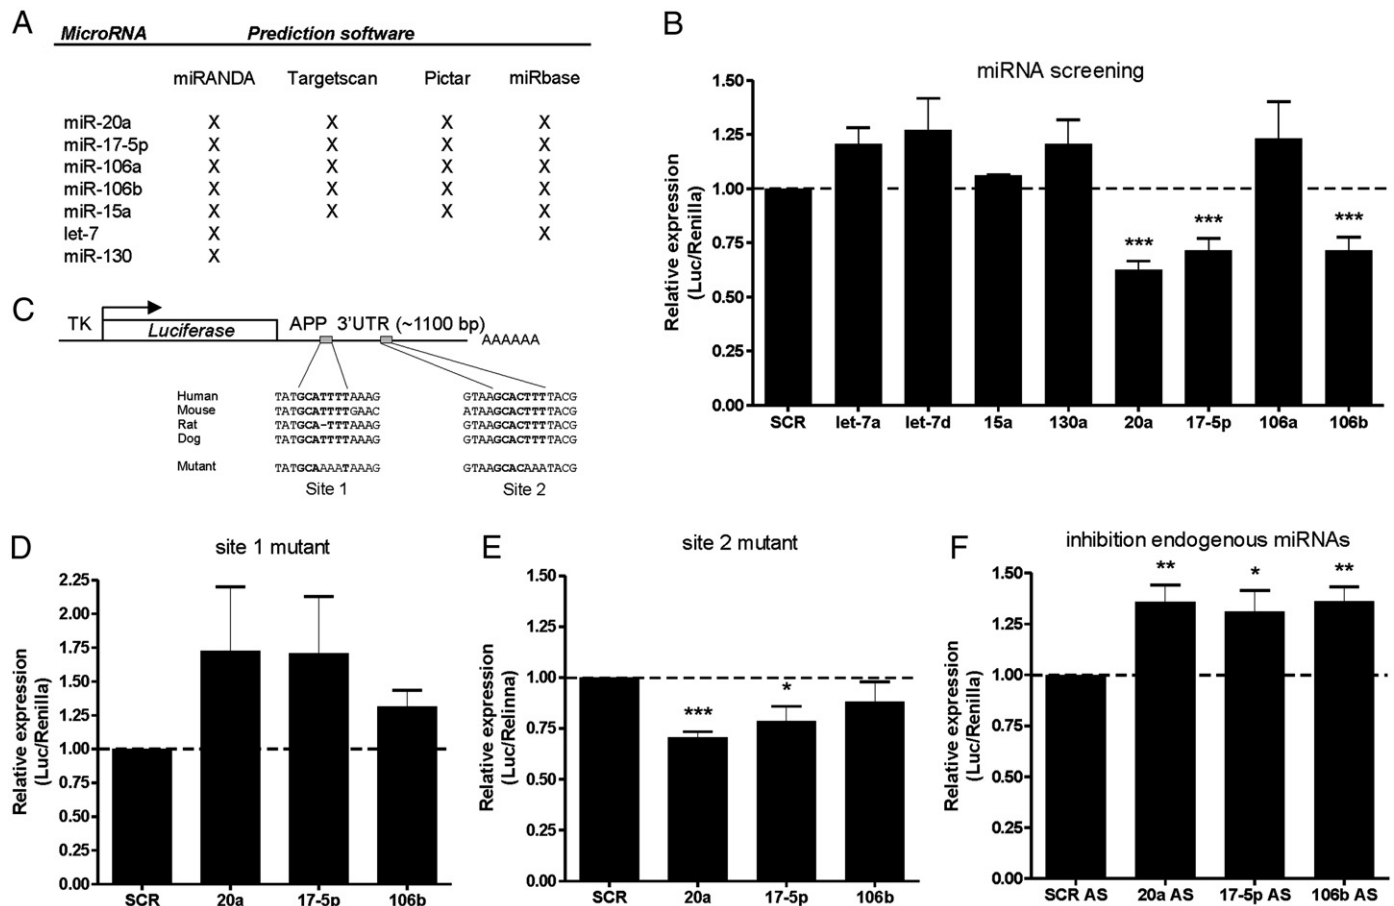 A
MicroRNA Prediction software
miRANDA Targetscan Pictar miRbase
miR-20a X X X X
miR-17-5p X X X X
miR-106a X X X X
miR-106b X X X X
miR-15a X X X X
let-7 X X
miR-130 X
B
miRNA screening
Relative expression
(Luc/Renilla)
1.50
1.25
1.00
0.75
0.50
0.25
0.00
*** *** ***
SCR let-7a let-7d 15a 130a 20a 17-5p 106a 106b
C
TK Luciferase APP 3'UTR (~1100 bp) AAAAAA
Human TATGCATTTTAAAG GTAAGCACTTTTACG
Mouse TATGCATTTTGAAC ATAAGCACTTTTACG
Rat TATGCA-TTTAAAG GTAAGCACTTTTACG
Dog TATGCATTTTAAAG GTAAGCACTTTTACG
Mutant TATGCAAAATAAAG GTAAGCACAAATACG
Site 1 Site 2
D
site 1 mutant
Relative expression
(Luc/Renilla)
2.25
2.00
1.75
1.50
1.25
1.00
0.75
0.50
0.25
0.00
SCR 20a 17-5p 106b
E
site 2 mutant
Relative expression
(Luc/Relinna)
1.50
1.25
1.00
0.75
0.50
0.25
0.00
*** *
SCR 20a 17-5p 106b
F
inhibition endogenous miRNAs
Relative expression
(Luc/Renilla)
1.50
1.25
1.00
0.75
0.50
0.25
0.00
** * **
SCR AS 20a AS 17-5p AS 106b AS